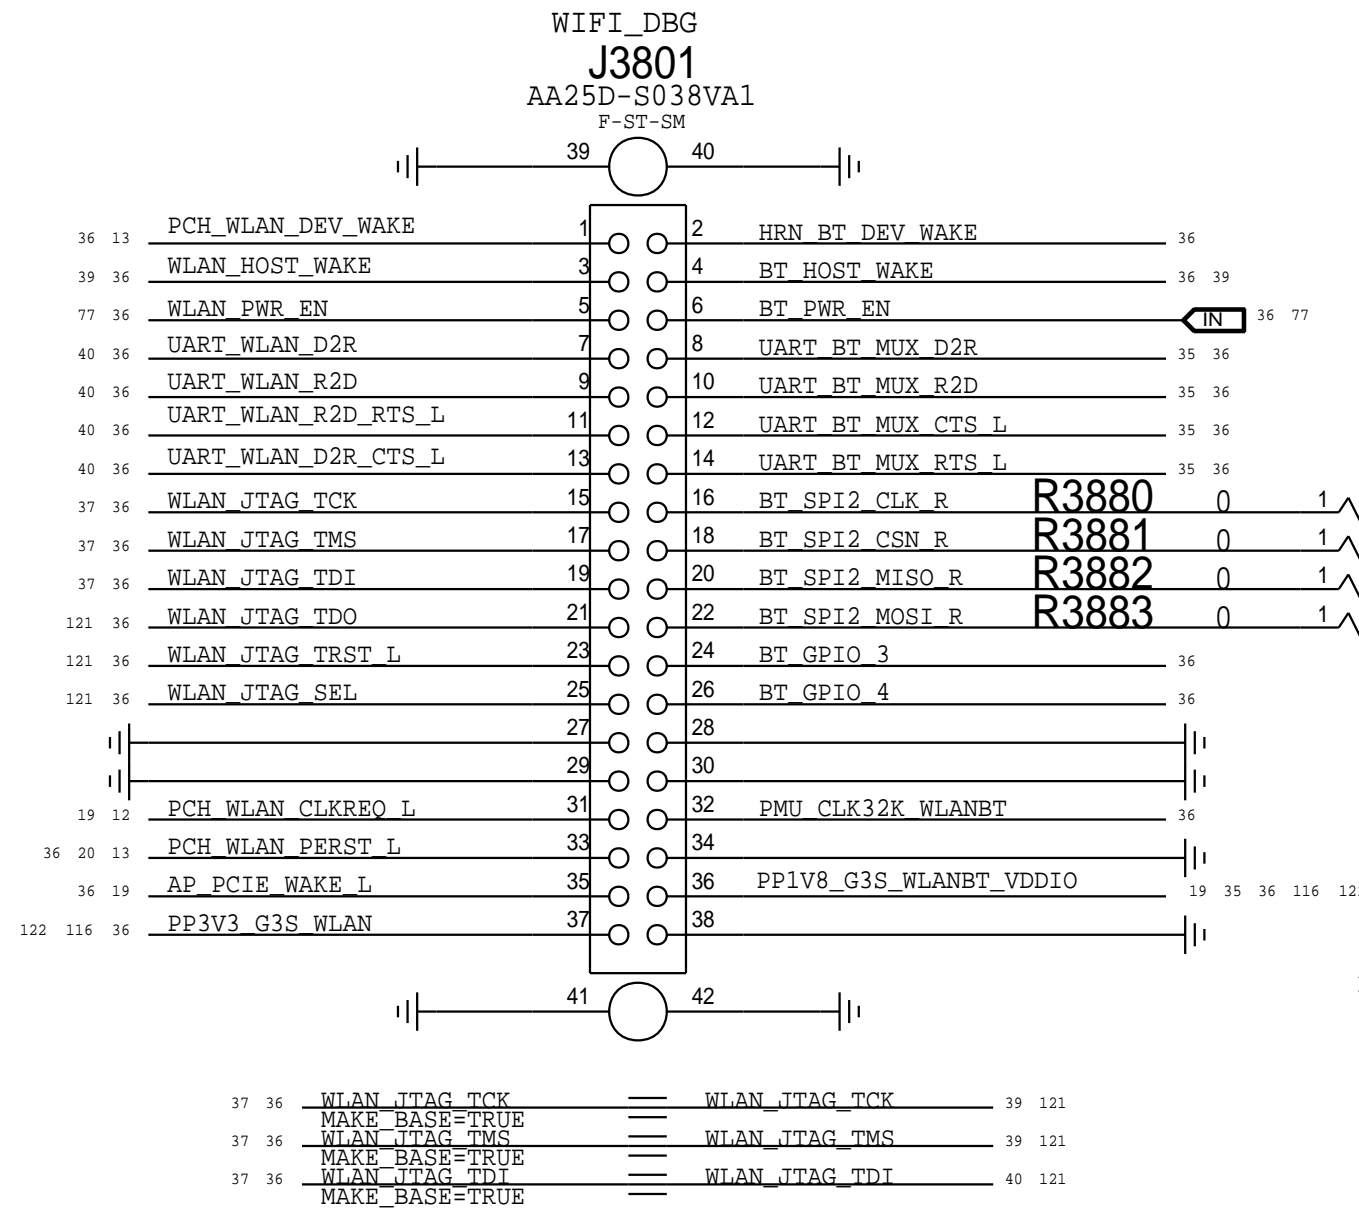 WIFI_DBG
J3801
AA25D-S038VA1
F-ST-SM
39 40
36 13 PCH_WLAN_DEV_WAKE 1 2 HRN_BT_DEV_WAKE 36
39 36 WLAN_HOST_WAKE 3 4 BT_HOST_WAKE 36 39
77 36 WLAN_PWR_EN 5 6 BT_PWR_EN IN 36 77
40 36 UART_WLAN_D2R 7 8 UART_BT_MUX_D2R 35 36
40 36 UART_WLAN_R2D 9 10 UART_BT_MUX_R2D 35 36
40 36 UART_WLAN_R2D_RTS_L 11 12 UART_BT_MUX_CTS_L 35 36
40 36 UART_WLAN_D2R_CTS_L 13 14 UART_BT_MUX_RTS_L 35 36
37 36 WLAN_JTAG_TCK 15 16 BT_SPI2_CLK_R R3880 0 1
37 36 WLAN_JTAG_TMS 17 18 BT_SPI2_CSN_R R3881 0 1
37 36 WLAN_JTAG_TDI 19 20 BT_SPI2_MISO_R R3882 0 1
121 36 WLAN_JTAG_TDO 21 22 BT_SPI2_MOSI_R R3883 0 1
121 36 WLAN_JTAG_TRST_L 23 24 BT_GPIO_3 36
121 36 WLAN_JTAG_SEL 25 26 BT_GPIO_4 36
27 28
29 30
19 12 PCH_WLAN_CLKREQ_L 31 32 PMU_CLK32K_WLANBT 36
36 20 13 PCH_WLAN_PERST_L 33 34
36 19 AP_PCIE_WAKE_L 35 36 PP1V8_G3S_WLANBT_VDDIO 19 35 36 116
122 116 36 PP3V3_G3S_WLAN 37 38
41 42
37 36 WLAN_JTAG_TCK WLAN_JTAG_TCK 39 121
MAKE_BASE=TRUE
37 36 WLAN_JTAG_TMS WLAN_JTAG_TMS 39 121
MAKE_BASE=TRUE
37 36 WLAN_JTAG_TDI WLAN_JTAG_TDI 40 121
MAKE_BASE=TRUE